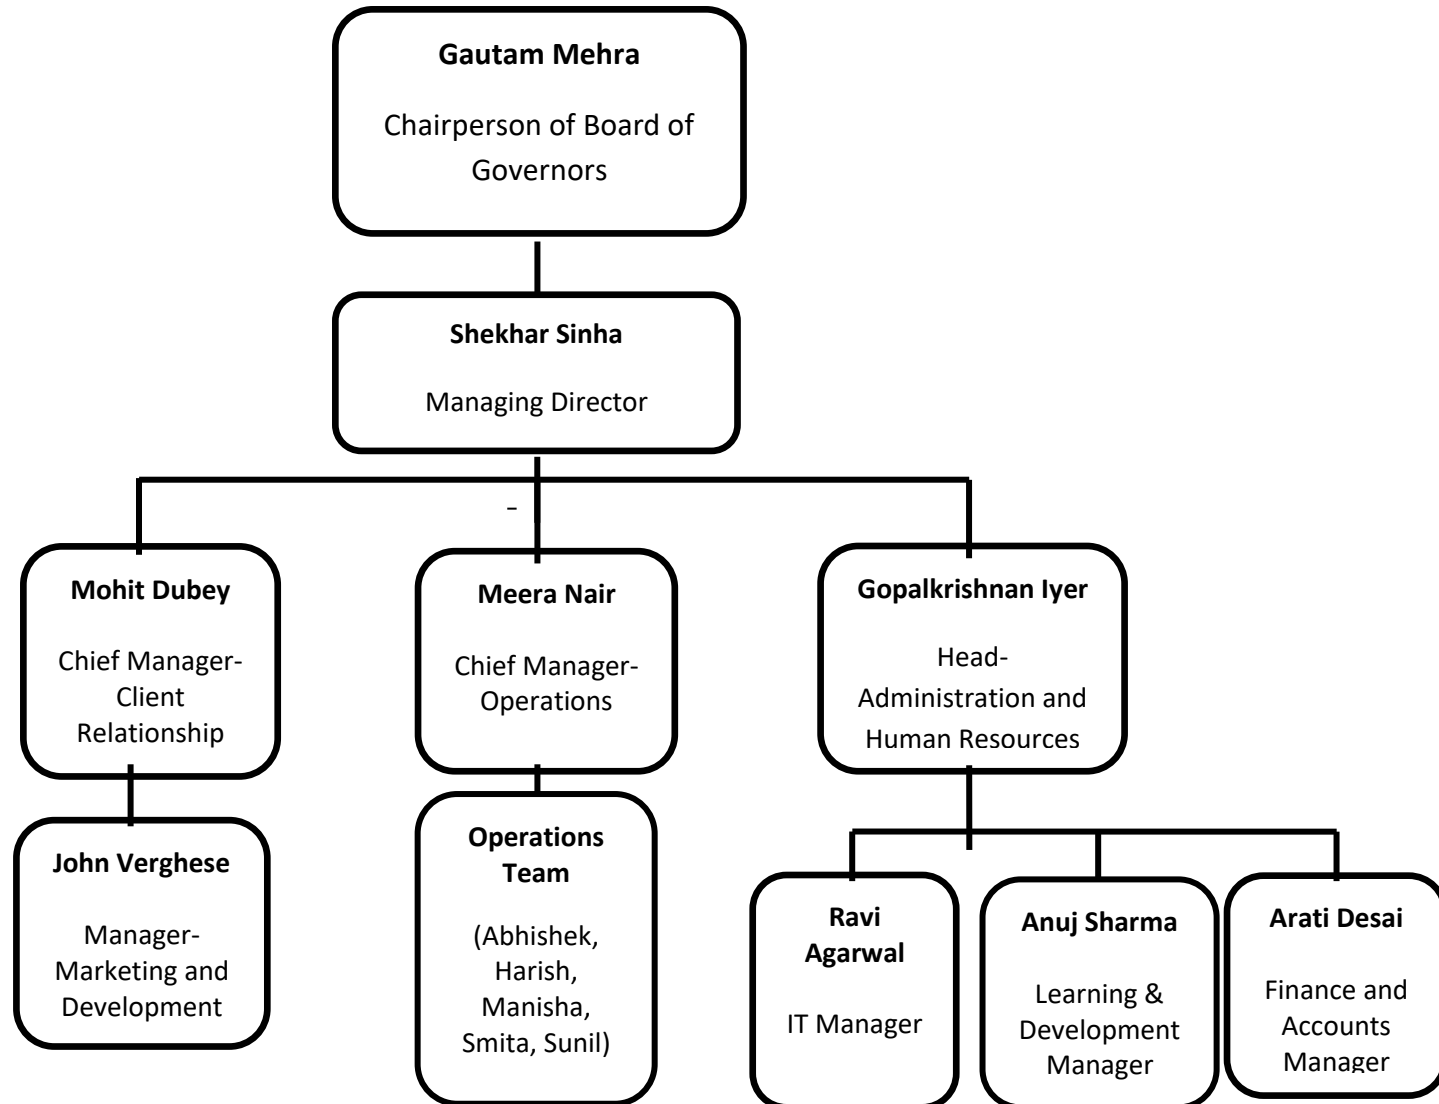 Gautam Mehra
Chairperson of Board of
Governors
Shekhar Sinha
Managing Director
–
Mohit Dubey
Chief Manager-
Client
Relationship
Meera Nair
Chief Manager-
Operations
Gopalkrishnan Iyer
Head-
Administration and
Human Resources
John Verghese
Manager-
Marketing and
Development
Operations
Team
(Abhishek,
Harish,
Manisha,
Smita, Sunil)
Ravi
Agarwal
IT Manager
Anuj Sharma
Learning &
Development
Manager
Arati Desai
Finance and
Accounts
Manager